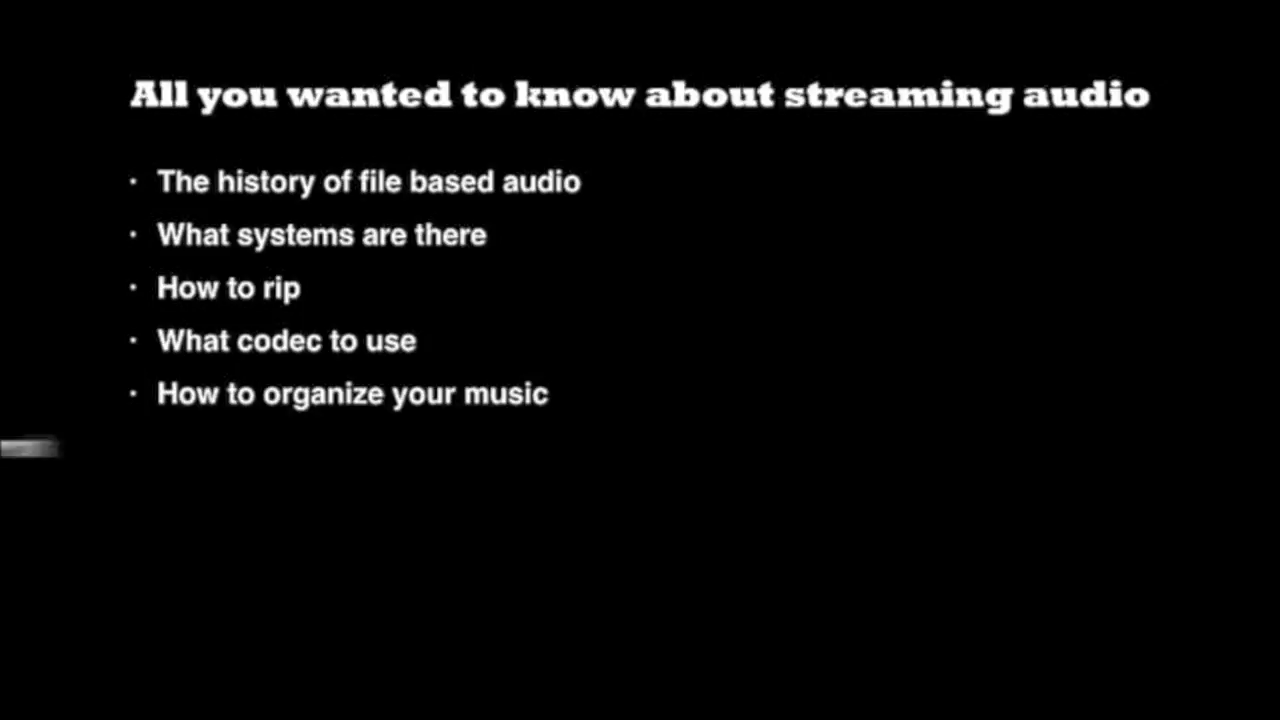 All you wanted to know about streaming audio
· The history of file based audio
· What systems are there
· How to rip
· What codec to use
· How to organize your music